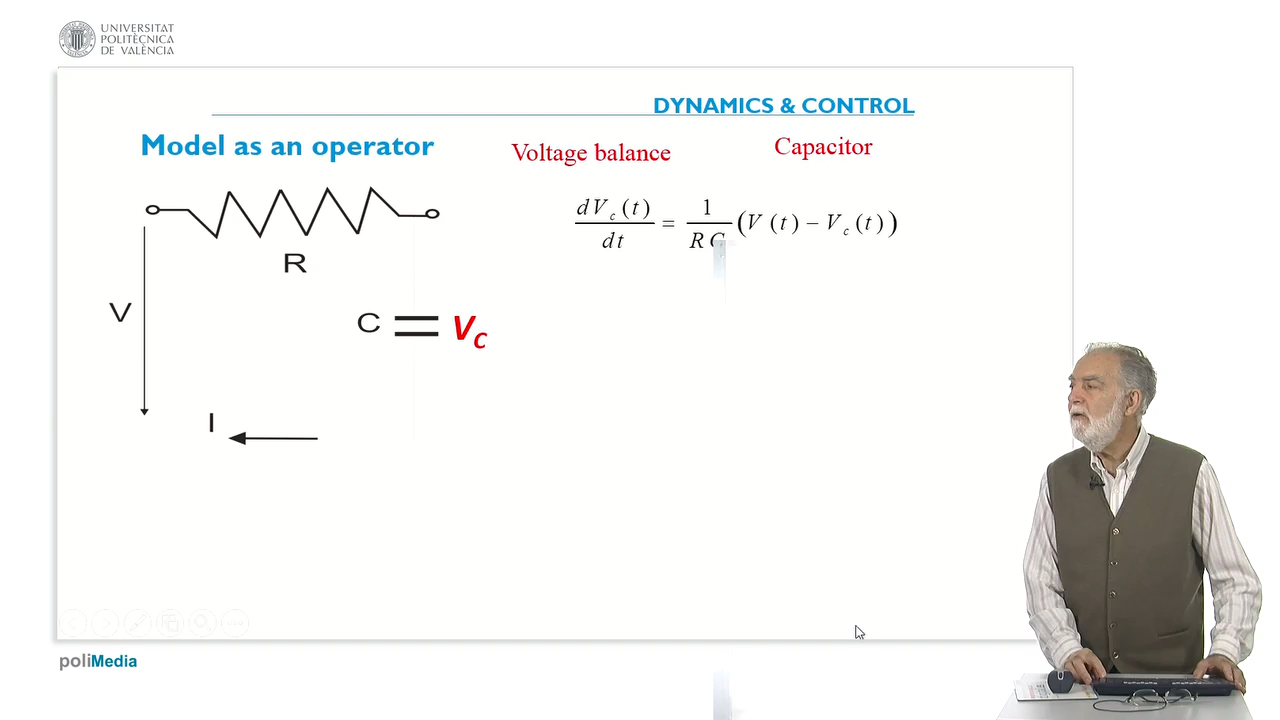 UNIVERSITAT
POLITÈCNICA
DE VALÈNCIA
DYNAMICS & CONTROL
Model as an operator
Voltage balance
Capacitor
dV_c(t)/dt = 1/RC (V(t) − V_c(t))
R
V
C
V_C
I
poliMedia